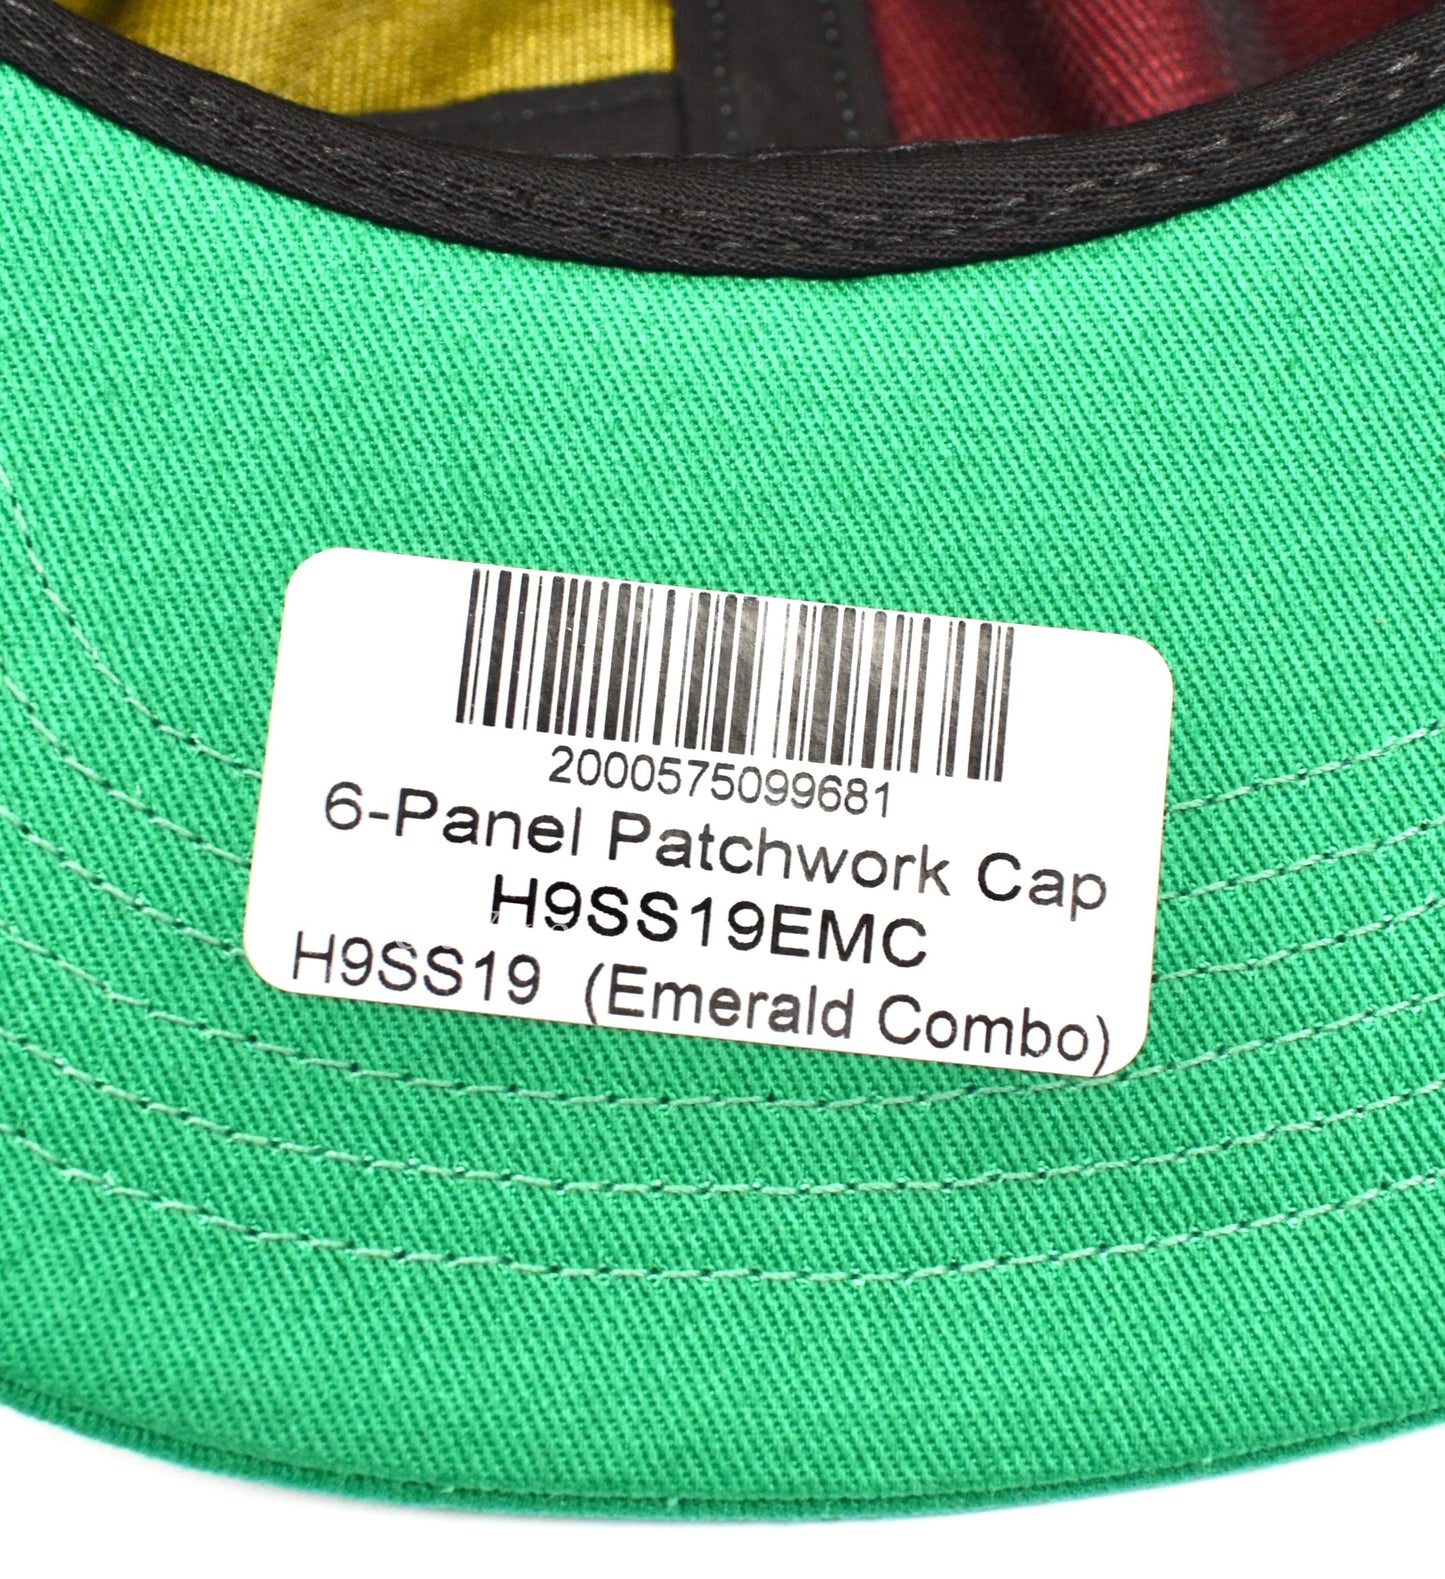 2000575099681
6-Panel Patchwork Cap
H9SS19EMC
H9SS19 (Emerald Combo)